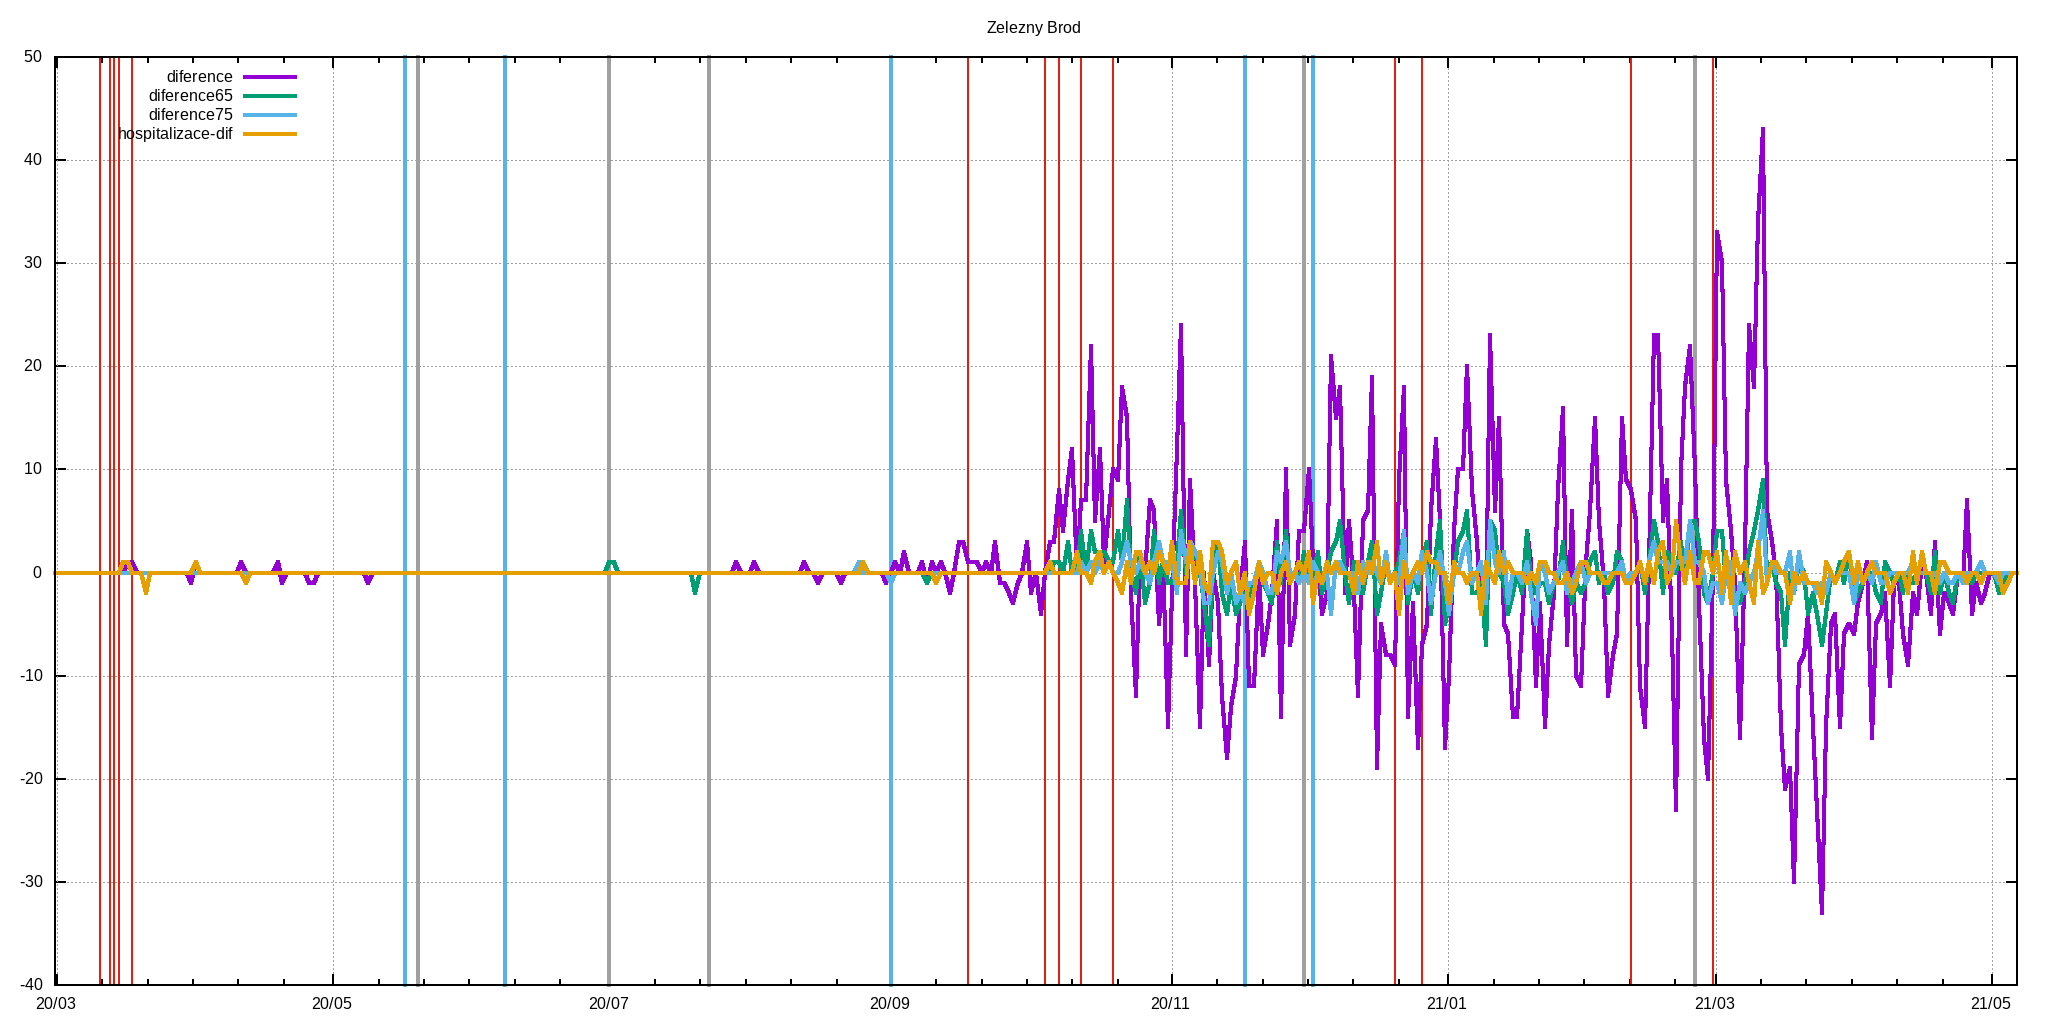 Zelezny Brod
50
40
30
20
10
0
-10
-20
-30
-40
diference
diference65
diference75
hospitalizace-dif
20/03 20/05 20/07 20/09 20/11 21/01 21/03 21/05